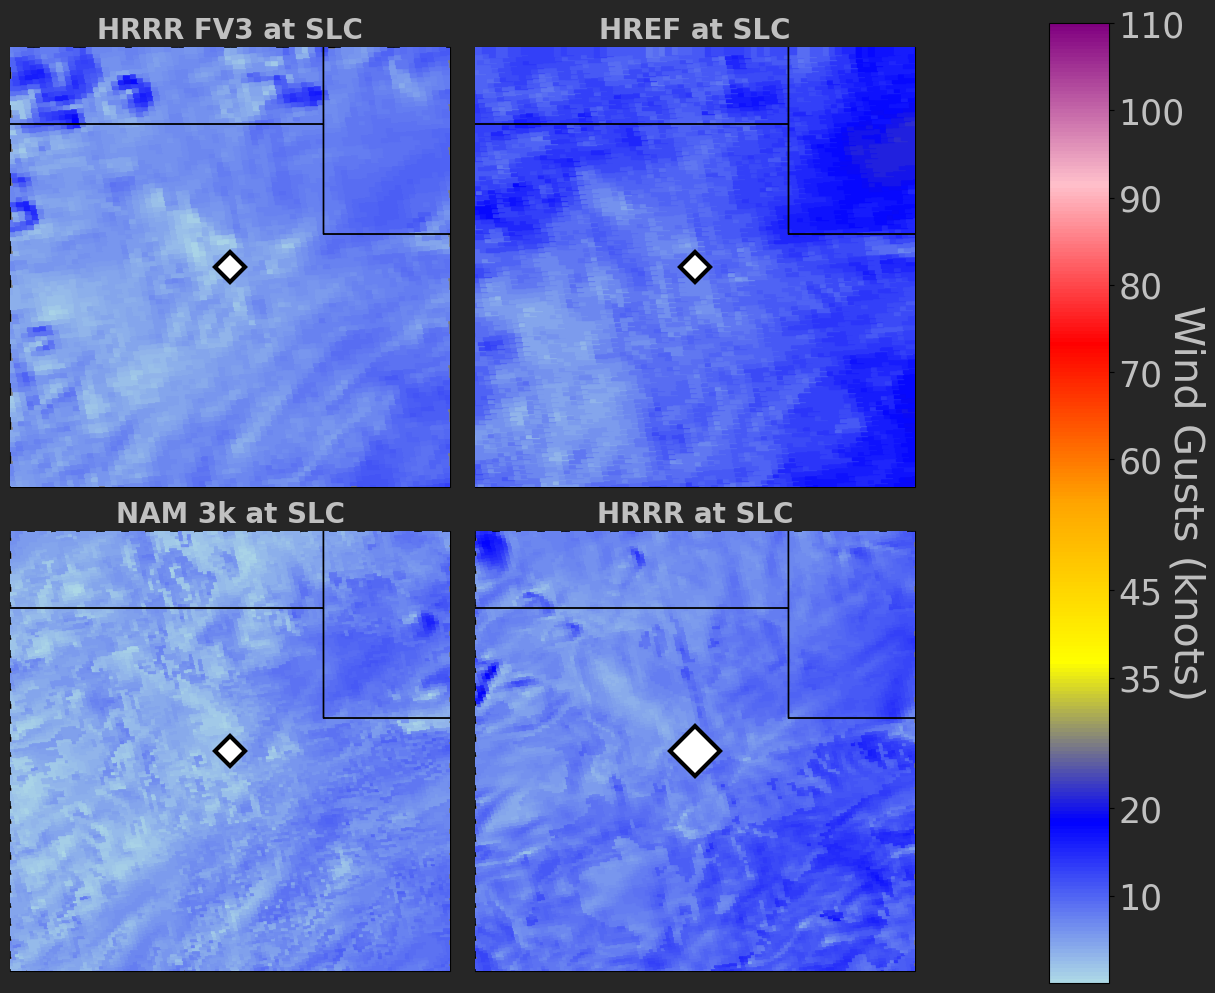 HRRR FV3 at SLC
HREF at SLC
NAM 3k at SLC
HRRR at SLC
110
100
90
80
70
60
45
35
20
10
Wind Gusts (knots)